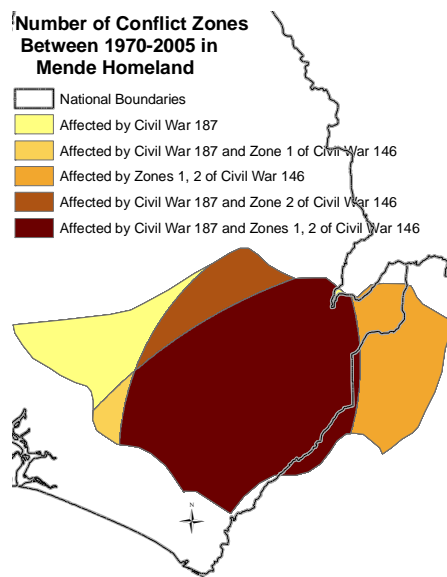 Number of Conflict Zones
Between 1970-2005 in
Mende Homeland
National Boundaries
Affected by Civil War 187
Affected by Civil War 187 and Zone 1 of Civil War 146
Affected by Zones 1, 2 of Civil War 146
Affected by Civil War 187 and Zone 2 of Civil War 146
Affected by Civil War 187 and Zones 1, 2 of Civil War 146
N